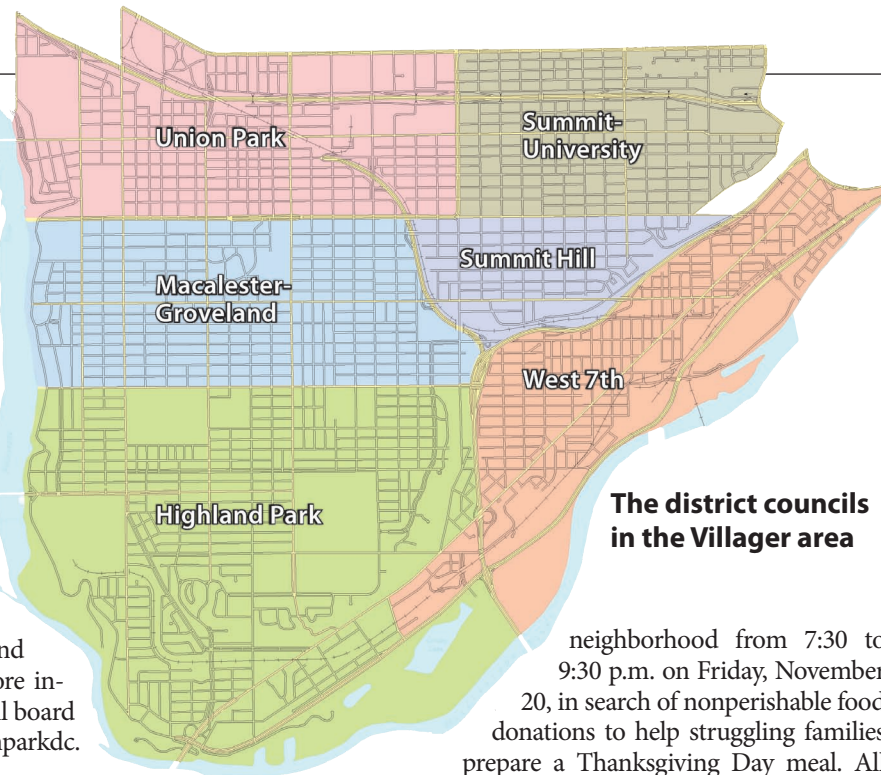 Union Park
Summit-
University
Summit Hill
Macalester-
Groveland
West 7th
Highland Park
The district councils
in the Villager area
ore in-
l board
parkdc.
neighborhood from 7:30 to
9:30 p.m. on Friday, November
20, in search of nonperishable food
donations to help struggling families
prepare a Thanksgiving Day meal. All